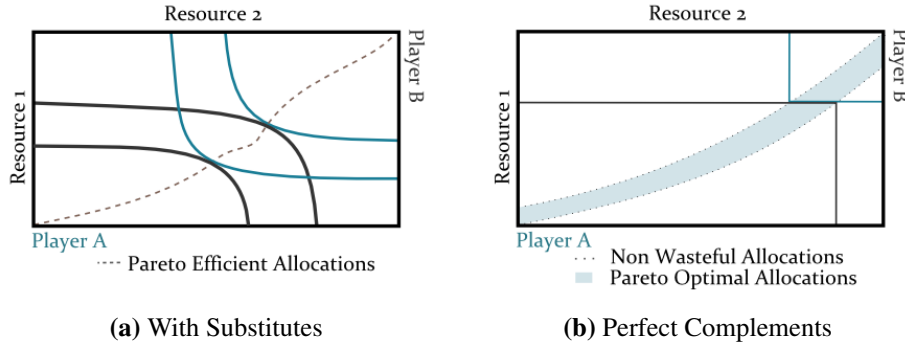 Resource 2
Resource 1
Player B
Player A
Pareto Efficient Allocations
(a) With Substitutes
Resource 2
Resource 1
Player B
Player A
Non Wasteful Allocations
Pareto Optimal Allocations
(b) Perfect Complements